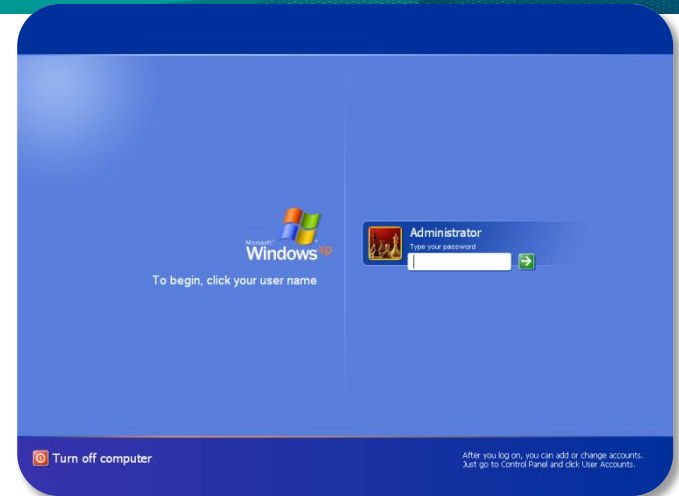 Microsoft
Windows xp
To begin, click your user name
Administrator
Type your password
Turn off computer
After you log on, you can add or change accounts.
Just go to Control Panel and click User Accounts.